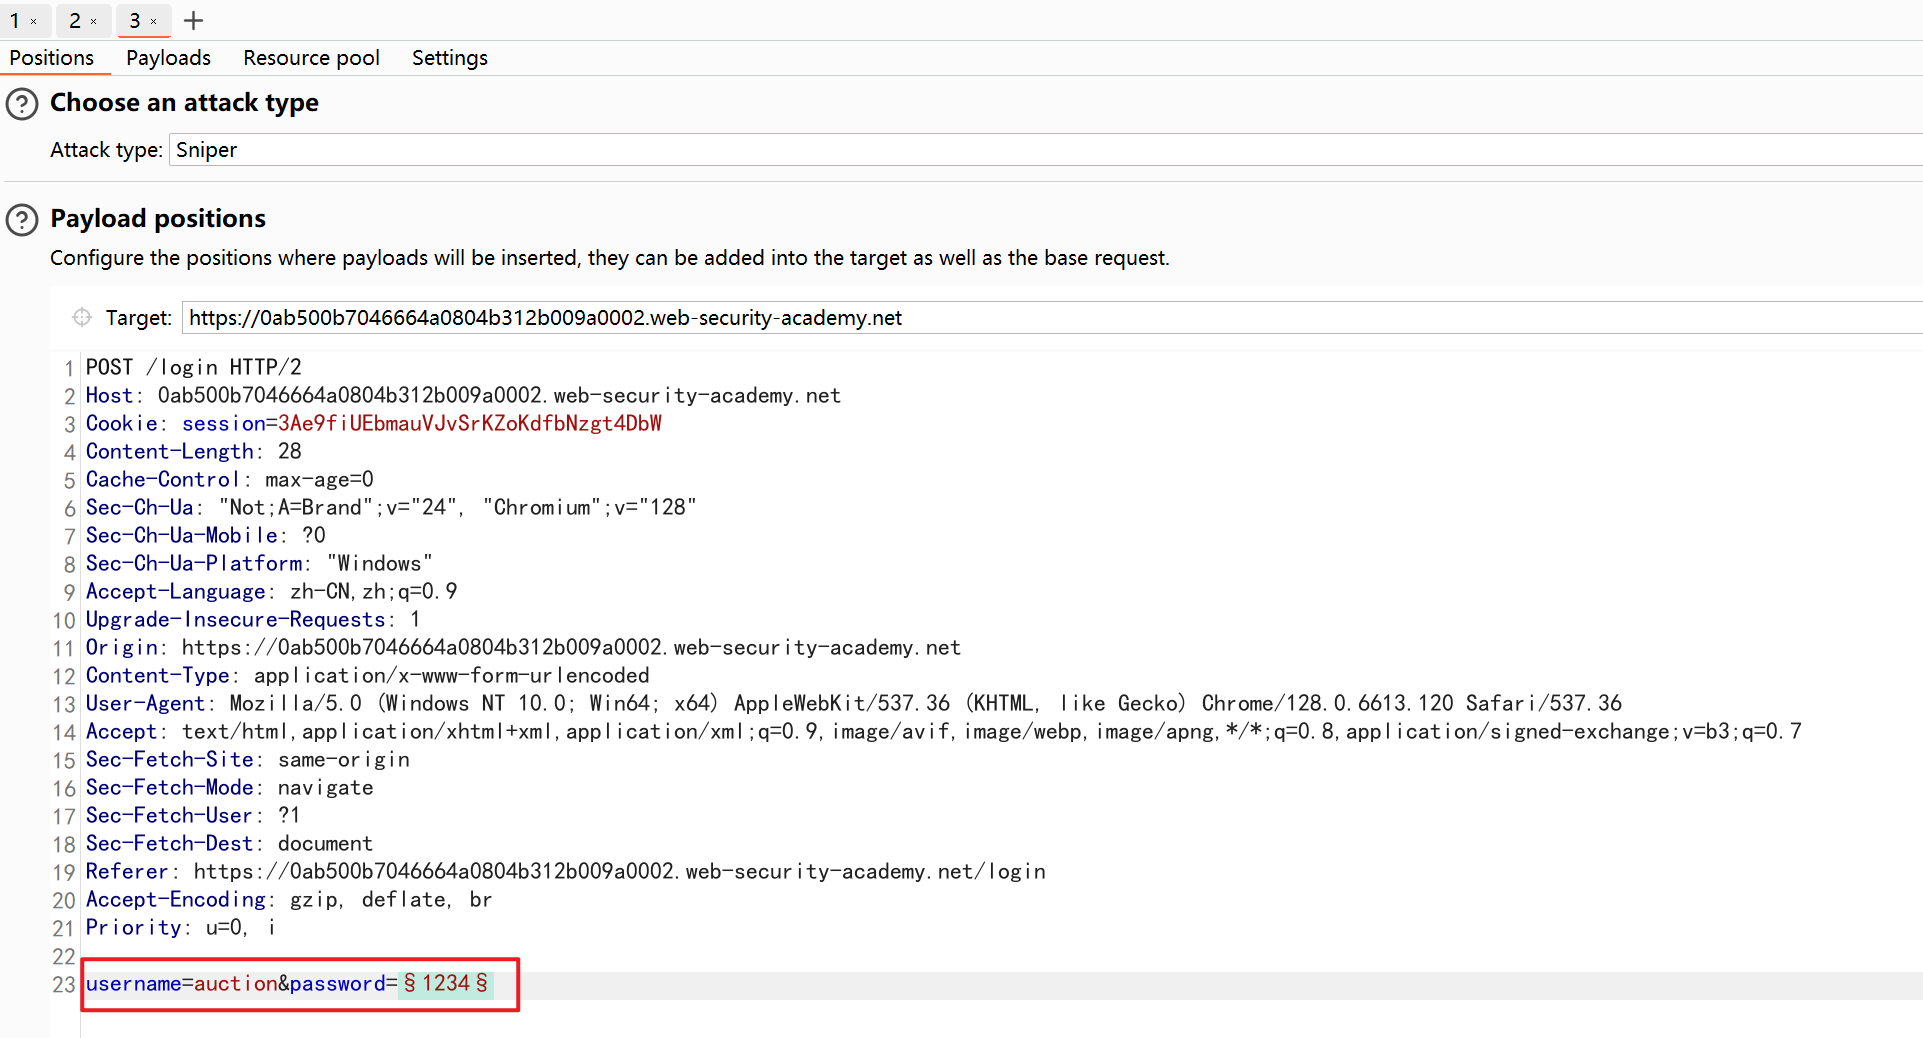 1 × 2 × 3 × +
Positions Payloads Resource pool Settings
? Choose an attack type
Attack type: Sniper
? Payload positions
Configure the positions where payloads will be inserted, they can be added into the target as well as the base request.
Target: https://0ab500b7046664a0804b312b009a0002.web-security-academy.net
1 POST /login HTTP/2
2 Host: 0ab500b7046664a0804b312b009a0002.web-security-academy.net
3 Cookie: session=3Ae9fiUEbmauVJvSrKZoKdfbNzgt4DbW
4 Content-Length: 28
5 Cache-Control: max-age=0
6 Sec-Ch-Ua: "Not;A=Brand";v="24", "Chromium";v="128"
7 Sec-Ch-Ua-Mobile: ?0
8 Sec-Ch-Ua-Platform: "Windows"
9 Accept-Language: zh-CN,zh;q=0.9
10 Upgrade-Insecure-Requests: 1
11 Origin: https://0ab500b7046664a0804b312b009a0002.web-security-academy.net
12 Content-Type: application/x-www-form-urlencoded
13 User-Agent: Mozilla/5.0 (Windows NT 10.0; Win64; x64) AppleWebKit/537.36 (KHTML, like Gecko) Chrome/128.0.6613.120 Safari/537.36
14 Accept: text/html,application/xhtml+xml,application/xml;q=0.9,image/avif,image/webp,image/apng,*/*;q=0.8,application/signed-exchange;v=b3;q=0.7
15 Sec-Fetch-Site: same-origin
16 Sec-Fetch-Mode: navigate
17 Sec-Fetch-User: ?1
18 Sec-Fetch-Dest: document
19 Referer: https://0ab500b7046664a0804b312b009a0002.web-security-academy.net/login
20 Accept-Encoding: gzip, deflate, br
21 Priority: u=0, i
22
23 username=auction&password=§1234§